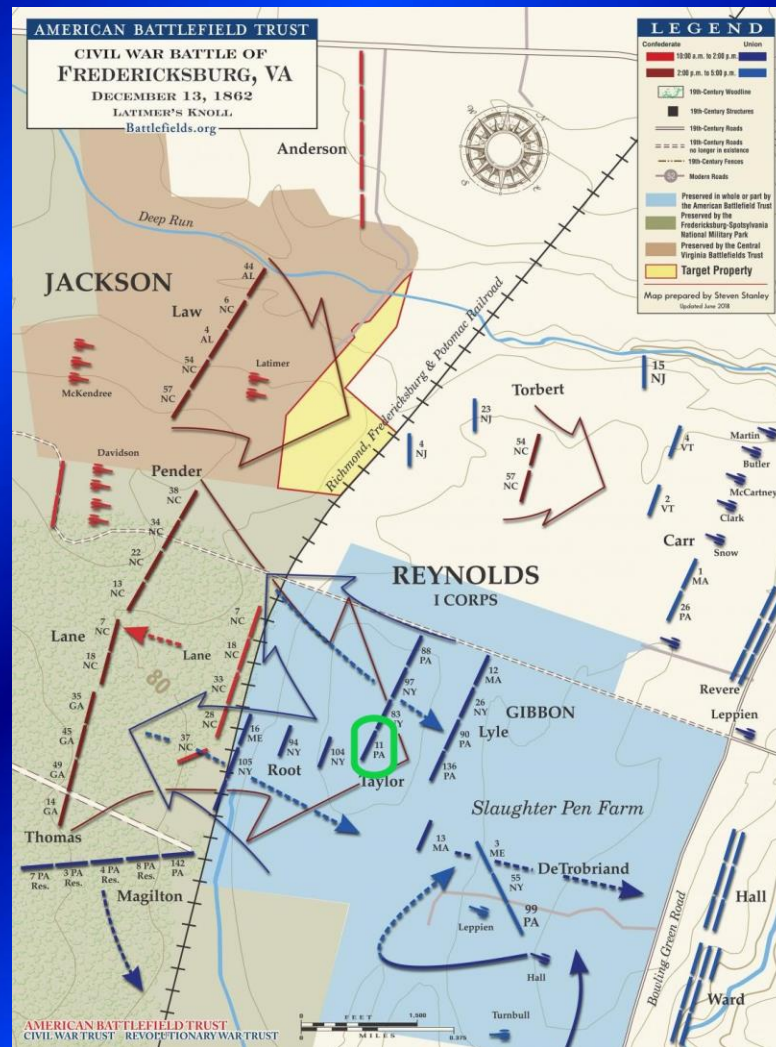 AMERICAN BATTLEFIELD TRUST
CIVIL WAR BATTLE OF
FREDERICKSBURG, VA
DECEMBER 13, 1862
LATIMER'S KNOLL
Battlefields.org
LEGEND
Confederate
Union
10:00 a.m. to 2:00 p.m.
2:00 p.m. to 5:00 p.m.
19th-Century Woodline
19th-Century Structures
19th-Century Roads
19th-Century Roads
no longer in existence
19th-Century Fences
Modern Roads
Preserved in whole or part by
the American Battlefield Trust
Preserved by the
Fredericksburg-Spotsylvania
National Military Park
Preserved by the Central
Virginia Battlefields Trust
Target Property
Map prepared by Steven Stanley
Updated June 2018
Anderson
Deep Run
JACKSON
44
AL
6
NC
Law
4
AL
54
NC
57
NC
Latimer
McKendree
Richmond, Fredericksburg & Potomac Railroad
15
NJ
Torbert
23
NJ
4
NJ
54
NC
57
NC
4
VT
2
VT
Martin
Butler
McCartney
Clark
Snow
Carr
1
MA
26
PA
Davidson
Pender
38
NC
34
NC
22
NC
13
NC
REYNOLDS
I CORPS
Lane
7
NC
18
NC
35
GA
45
GA
49
GA
14
GA
Thomas
80
Lane
7
NC
18
NC
33
NC
28
NC
37
NC
16
ME
105
NY
94
NY
Root
104
NY
88
PA
97
NY
83
NY
11
PA
Taylor
12
MA
26
NY
90
PA
136
PA
GIBBON
Lyle
Revere
Leppien
Slaughter Pen Farm
13
MA
3
ME
55
NY
99
PA
DeTrobriand
Leppien
Hall
Turnbull
Bowling Green Road
Hall
Ward
7 PA
Res.
3 PA
Res.
4 PA
Res.
8 PA
Res.
142
PA
Magilton
AMERICAN BATTLEFIELD TRUST
CIVIL WAR TRUST REVOLUTIONARY WAR TRUST
0
FEET
1,500
0
MILES